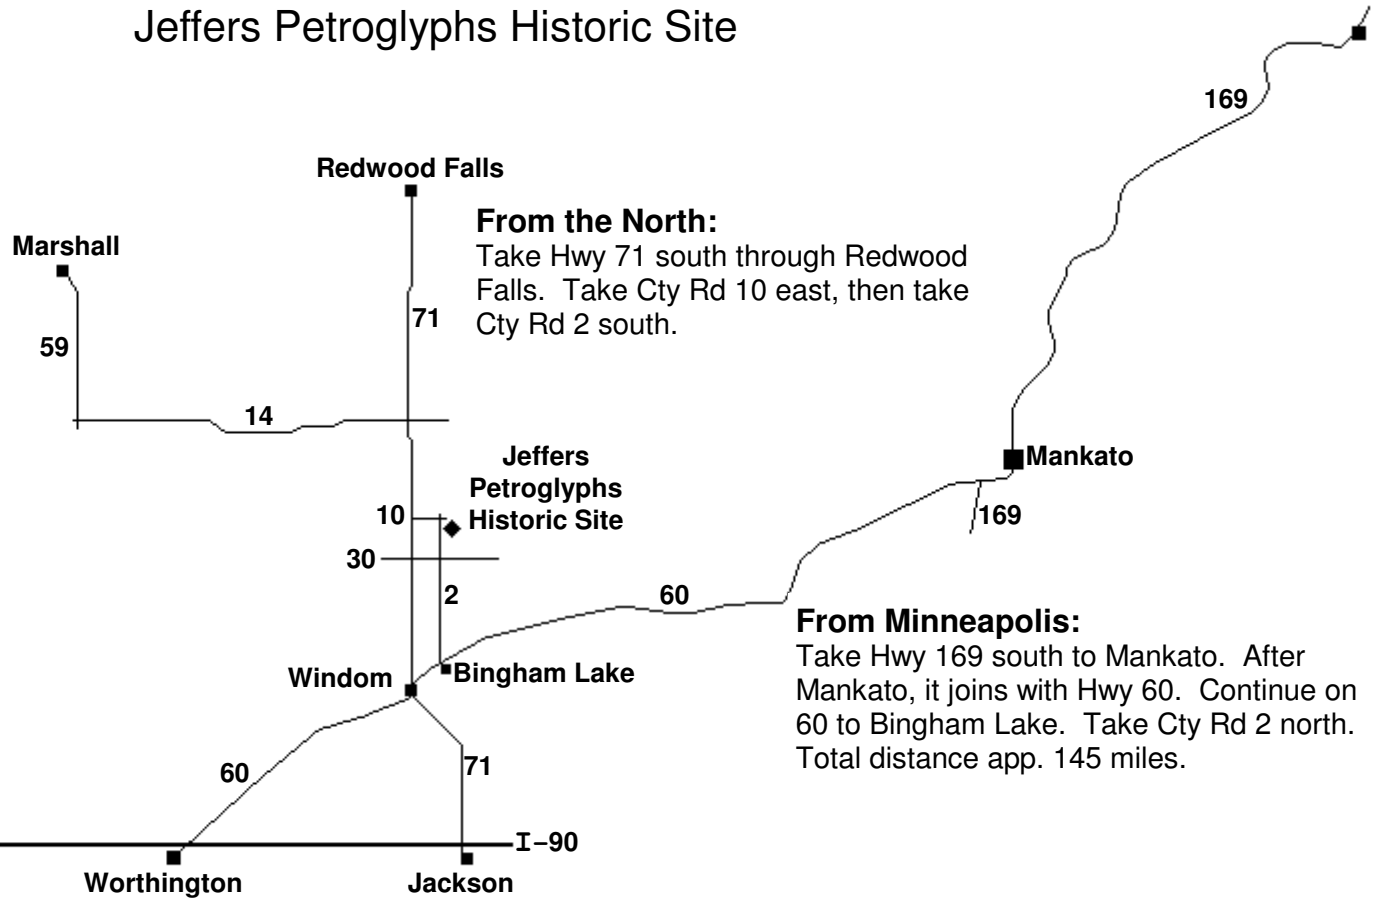 Jeffers Petroglyphs Historic Site
169
Redwood Falls
Marshall
From the North:
Take Hwy 71 south through Redwood
Falls.  Take Cty Rd 10 east, then take
Cty Rd 2 south.
71
59
14
Jeffers
Petroglyphs
Historic Site
Mankato
10
169
30
2
60
From Minneapolis:
Take Hwy 169 south to Mankato.  After
Mankato, it joins with Hwy 60.  Continue on
60 to Bingham Lake.  Take Cty Rd 2 north.
Total distance app. 145 miles.
Windom
Bingham Lake
60
71
I-90
Worthington
Jackson